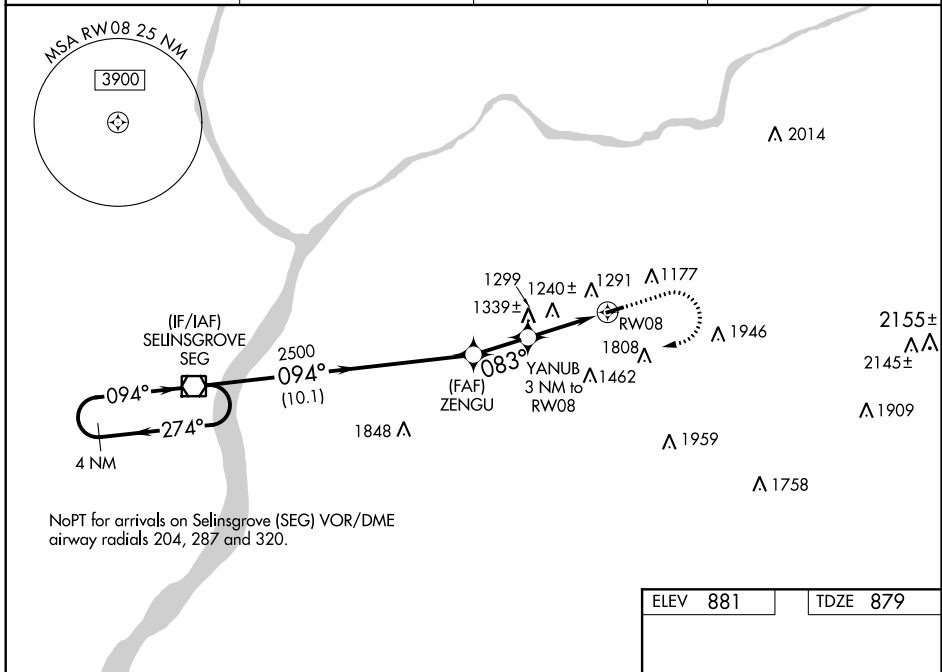 MSA RW08 25 NM
3900
2014
1299
1240±
1291
1177
1339±
RW08
1946
2155±
2145±
1808
(IF/IAF)
SELINSGROVE
SEG
2500
094°
(10.1)
083°
YANUB
3 NM to
RW08
1462
(FAF)
ZENGU
094°
274°
4 NM
1848
1909
1959
1758
NoPT for arrivals on Selinsgrove (SEG) VOR/DME
airway radials 204, 287 and 320.
ELEV 881
TDZE 879